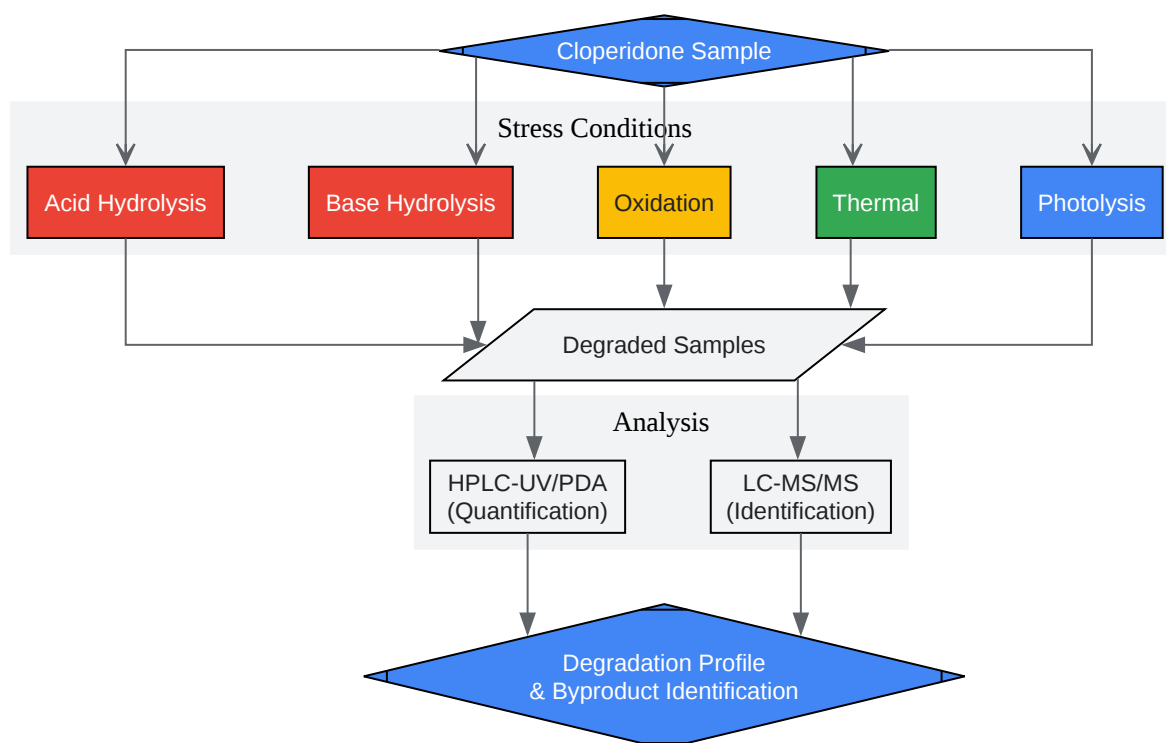 Cloperidone Sample
Stress Conditions
Acid Hydrolysis
Base Hydrolysis
Oxidation
Thermal
Photolysis
Degraded Samples
Analysis
HPLC-UV/PDA
(Quantification)
LC-MS/MS
(Identification)
Degradation Profile
& Byproduct Identification